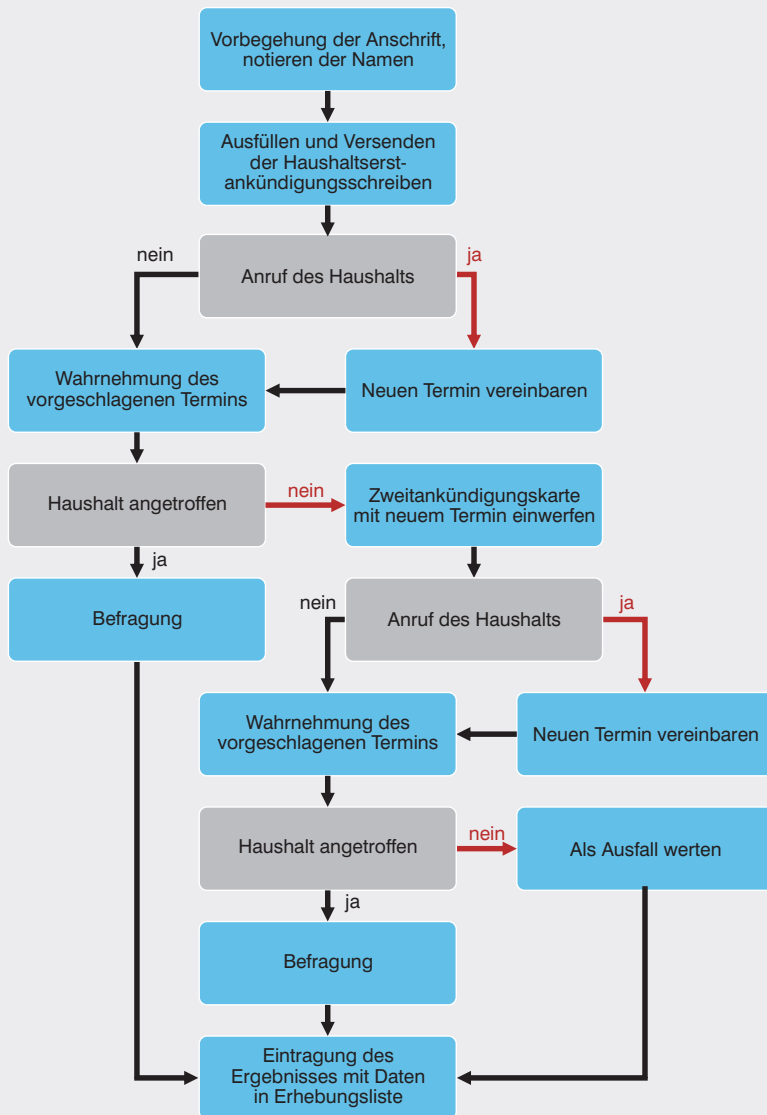 Vorbegehung der Anschrift,
notieren der Namen
Ausfüllen und Versenden
der Haushaltserst-
ankündigungsschreiben
nein
ja
Anruf des Haushalts
Wahrnehmung des
vorgeschlagenen Termins
Neuen Termin vereinbaren
Haushalt angetroffen
nein
Zweitankündigungskarte
mit neuem Termin einwerfen
ja
Befragung
nein
Anruf des Haushalts
ja
Wahrnehmung des
vorgeschlagenen Termins
Neuen Termin vereinbaren
Haushalt angetroffen
nein
Als Ausfall werten
ja
Befragung
Eintragung des
Ergebnisses mit Daten
in Erhebungsliste